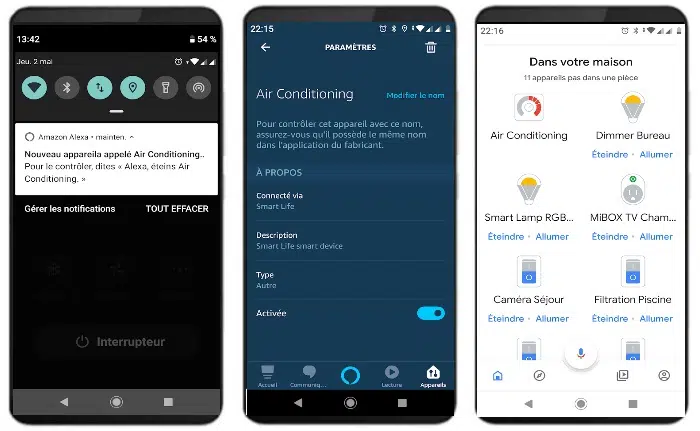 13:42
54 %
Jeu. 2 mai
Amazon Alexa • mainten.
Nouveau appareila appelé Air Conditioning..
Pour le contrôler, dites « Alexa, éteins Air
Conditioning. »
Gérer les notifications TOUT EFFACER
Interrupteur
22:15
PARAMÈTRES
Air Conditioning Modifier le nom
Pour contrôler cet appareil avec ce nom,
assurez-vous qu'il possède le même nom
dans l'application du fabricant.
À PROPOS
Connecté via
Smart Life
Description
Smart Life smart device
Type
Autre
Activée
Accueil Communiq... Lecture Appareils
22:16
Dans votre maison
11 appareils pas dans une pièce
Air Conditioning Dimmer Bureau
Éteindre • Allumer
Smart Lamp RGB... MiBOX TV Cham...
Éteindre • Allumer Éteindre • Allumer
Caméra Séjour Filtration Piscine
Éteindre • Allumer Éteindre • Allumer